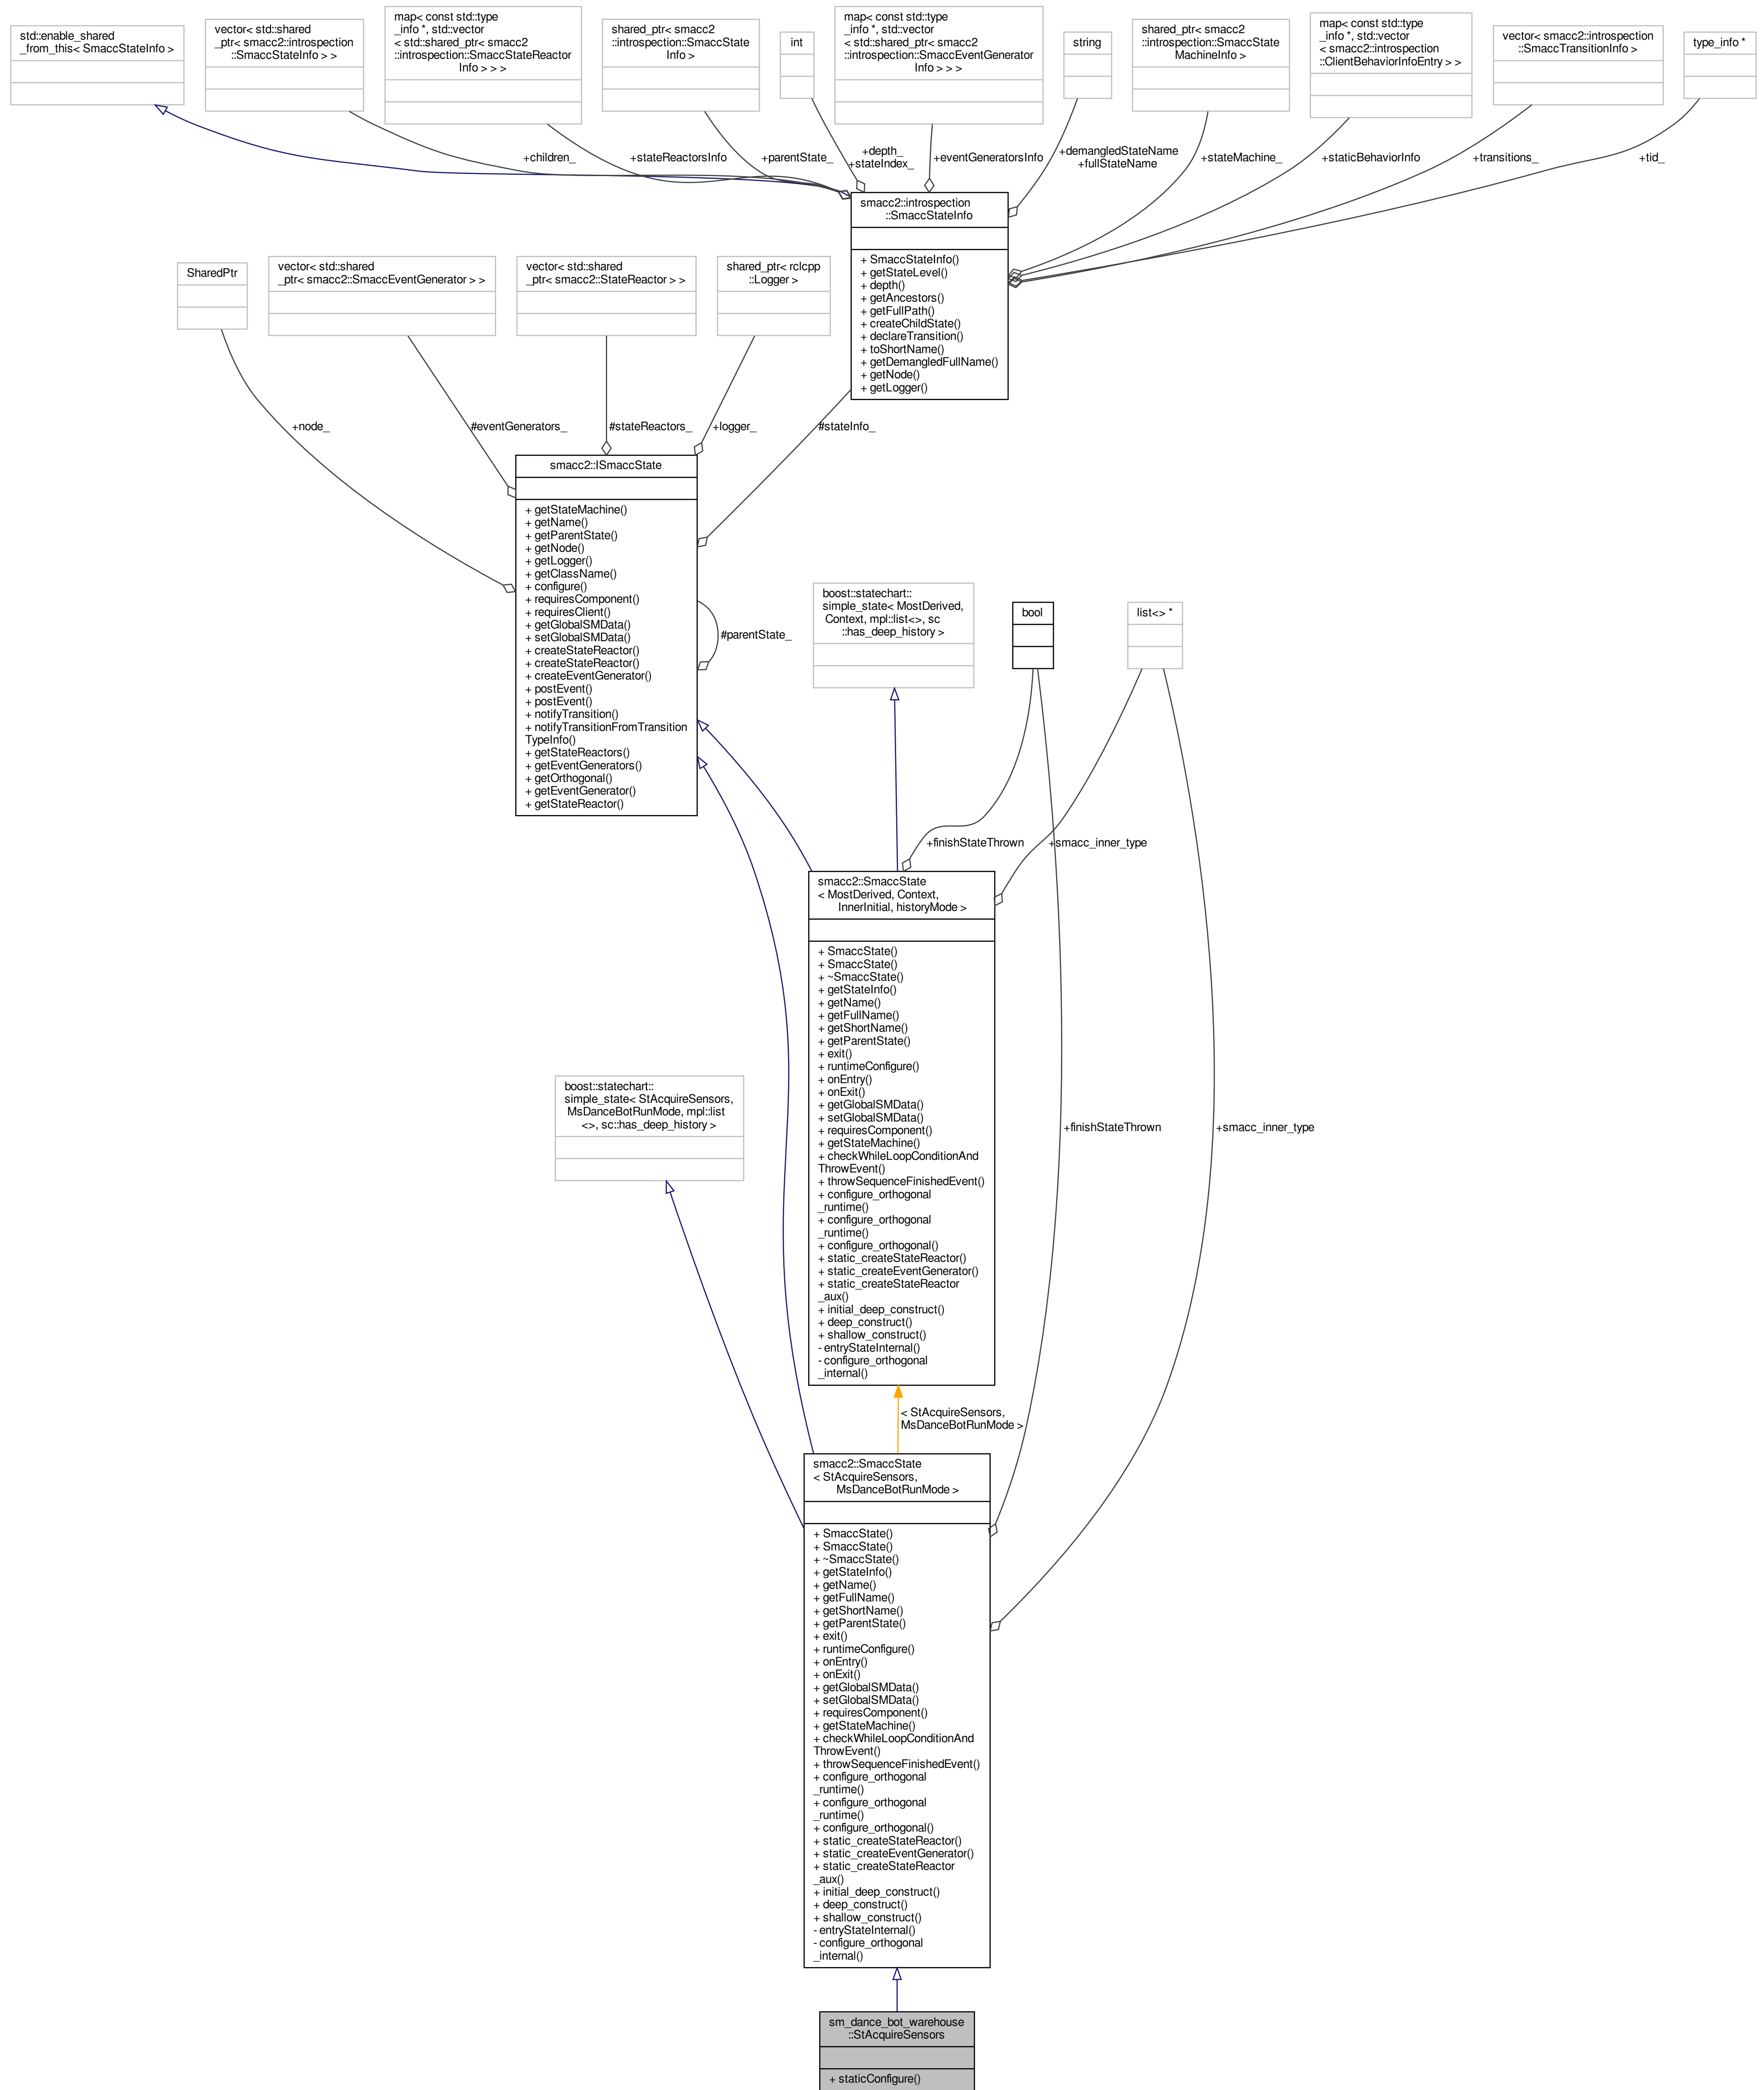 std::enable_shared
_from_this< SmaccStateInfo >
vector< std::shared
_ptr< smacc2::introspection
::SmaccStateInfo > >
map< const std::type
_info *, std::vector
< std::shared_ptr< smacc2
::introspection::SmaccStateReactor
Info > > >
shared_ptr< smacc2
::introspection::SmaccState
Info >
int
map< const std::type
_info *, std::vector
< std::shared_ptr< smacc2
::introspection::SmaccEventGenerator
Info > > >
string
shared_ptr< smacc2
::introspection::SmaccState
MachineInfo >
map< const std::type
_info *, std::vector
< smacc2::introspection
::ClientBehaviorInfoEntry > >
vector< smacc2::introspection
::SmaccTransitionInfo >
type_info *
+children_
+stateReactorsInfo
+parentState_
+depth_
+stateIndex_
+eventGeneratorsInfo
+demangledStateName
+fullStateName
+stateMachine_
+staticBehaviorInfo
+transitions_
+tid_
smacc2::introspection
::SmaccStateInfo
+ SmaccStateInfo()
+ getStateLevel()
+ depth()
+ getAncestors()
+ getFullPath()
+ createChildState()
+ declareTransition()
+ toShortName()
+ getDemangledFullName()
+ getNode()
+ getLogger()
SharedPtr
vector< std::shared
_ptr< smacc2::SmaccEventGenerator > >
vector< std::shared
_ptr< smacc2::StateReactor > >
shared_ptr< rclcpp
::Logger >
+node_
#eventGenerators_
#stateReactors_
+logger_
#stateInfo_
smacc2::ISmaccState
+ getStateMachine()
+ getName()
+ getParentState()
+ getNode()
+ getLogger()
+ getClassName()
+ configure()
+ requiresComponent()
+ requiresClient()
+ getGlobalSMData()
+ setGlobalSMData()
+ createStateReactor()
+ createStateReactor()
+ createEventGenerator()
+ postEvent()
+ postEvent()
+ notifyTransition()
+ notifyTransitionFromTransition
TypeInfo()
+ getStateReactors()
+ getEventGenerators()
+ getOrthogonal()
+ getEventGenerator()
+ getStateReactor()
#parentState_
boost::statechart::
simple_state< MostDerived,
Context, mpl::list<>, sc
::has_deep_history >
bool
list<> *
+finishStateThrown
+smacc_inner_type
smacc2::SmaccState
< MostDerived, Context,
InnerInitial, historyMode >
+ SmaccState()
+ SmaccState()
+ ~SmaccState()
+ getStateInfo()
+ getName()
+ getFullName()
+ getShortName()
+ getParentState()
+ exit()
+ runtimeConfigure()
+ onEntry()
+ onExit()
+ getGlobalSMData()
+ setGlobalSMData()
+ requiresComponent()
+ getStateMachine()
+ checkWhileLoopConditionAnd
ThrowEvent()
+ throwSequenceFinishedEvent()
+ configure_orthogonal
_runtime()
+ configure_orthogonal
_runtime()
+ configure_orthogonal()
+ static_createStateReactor()
+ static_createEventGenerator()
+ static_createStateReactor
_aux()
+ initial_deep_construct()
+ deep_construct()
+ shallow_construct()
- entryStateInternal()
- configure_orthogonal
_internal()
boost::statechart::
simple_state< StAcquireSensors,
MsDanceBotRunMode, mpl::list
<>, sc::has_deep_history >
+finishStateThrown
+smacc_inner_type
< StAcquireSensors,
MsDanceBotRunMode >
smacc2::SmaccState
< StAcquireSensors,
MsDanceBotRunMode >
+ SmaccState()
+ SmaccState()
+ ~SmaccState()
+ getStateInfo()
+ getName()
+ getFullName()
+ getShortName()
+ getParentState()
+ exit()
+ runtimeConfigure()
+ onEntry()
+ onExit()
+ getGlobalSMData()
+ setGlobalSMData()
+ requiresComponent()
+ getStateMachine()
+ checkWhileLoopConditionAnd
ThrowEvent()
+ throwSequenceFinishedEvent()
+ configure_orthogonal
_runtime()
+ configure_orthogonal
_runtime()
+ configure_orthogonal()
+ static_createStateReactor()
+ static_createEventGenerator()
+ static_createStateReactor
_aux()
+ initial_deep_construct()
+ deep_construct()
+ shallow_construct()
- entryStateInternal()
- configure_orthogonal
_internal()
sm_dance_bot_warehouse
::StAcquireSensors
+ staticConfigure()